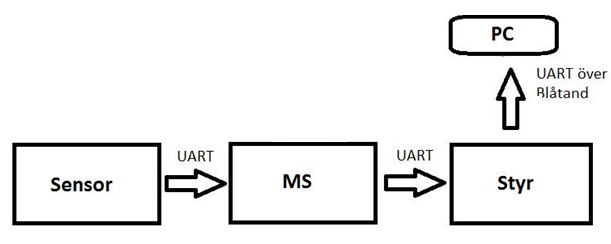 PC
UART över
Blåtand
UART
UART
Sensor
MS
Styr